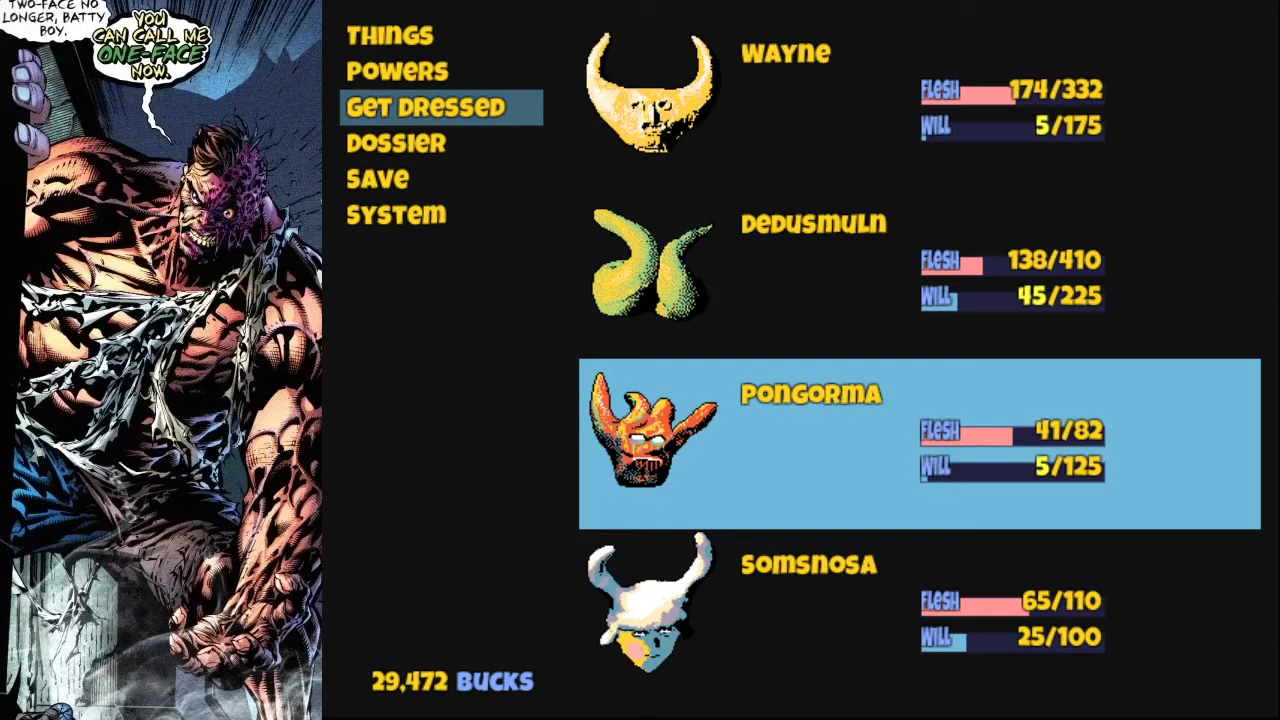 TWO-FACE NO
LONGER, BATTY
BOY.
YOU
CAN CALL ME
ONE-FACE
NOW.
THINGS
POWERS
GET DRESSED
DOSSIER
SAVE
SYSTEM
29,472 BUCKS
WAYNE
FLESH 174/332
WILL 5/175
DEDUSMULN
FLESH 138/410
WILL 45/225
PONGORMA
FLESH 41/82
WILL 5/125
SOMSNOSA
FLESH 65/110
WILL 25/100